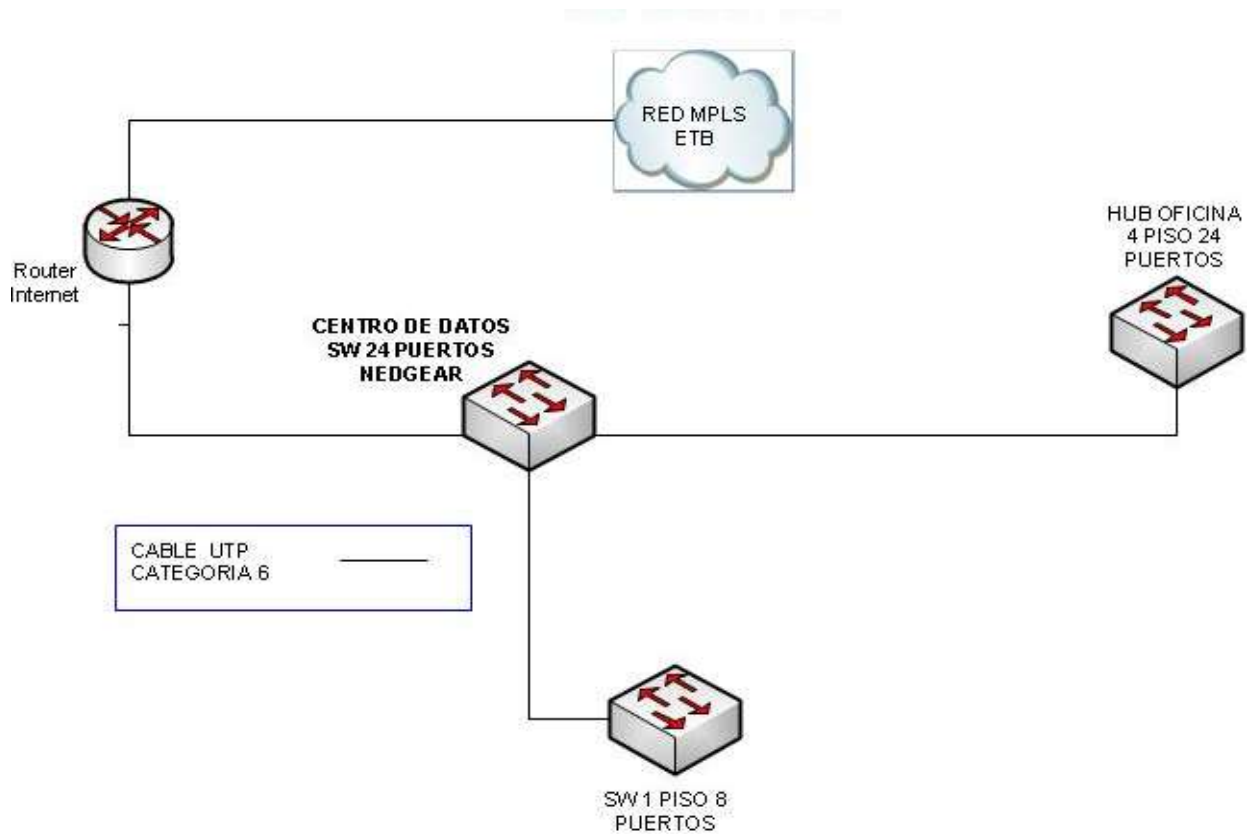 RED MPLS
ETB
HUB OFICINA
4 PISO 24
PUERTOS
Router
Internet
CENTRO DE DATOS
SW 24 PUERTOS
NEDGEAR
CABLE UTP
CATEGORIA 6
SW 1 PISO 8
PUERTOS